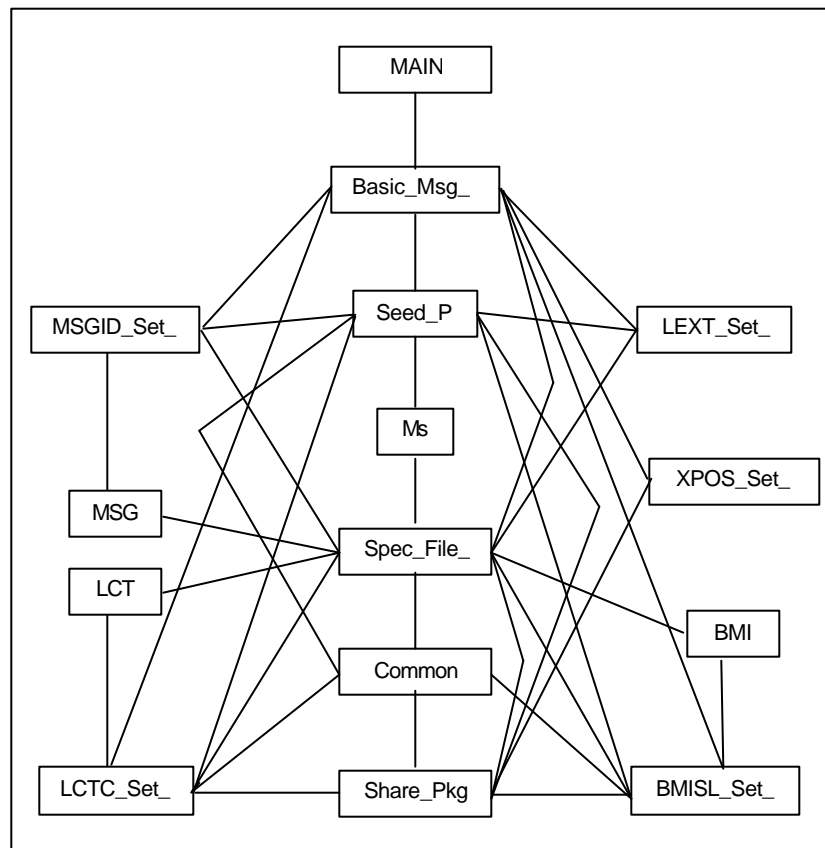 MAIN
Basic_Msg_
MSGID_Set_
Seed_P
LEXT_Set_
Ms
XPOS_Set_
MSG
Spec_File_
LCT
BMI
Common
LCTC_Set_
Share_Pkg
BMISL_Set_